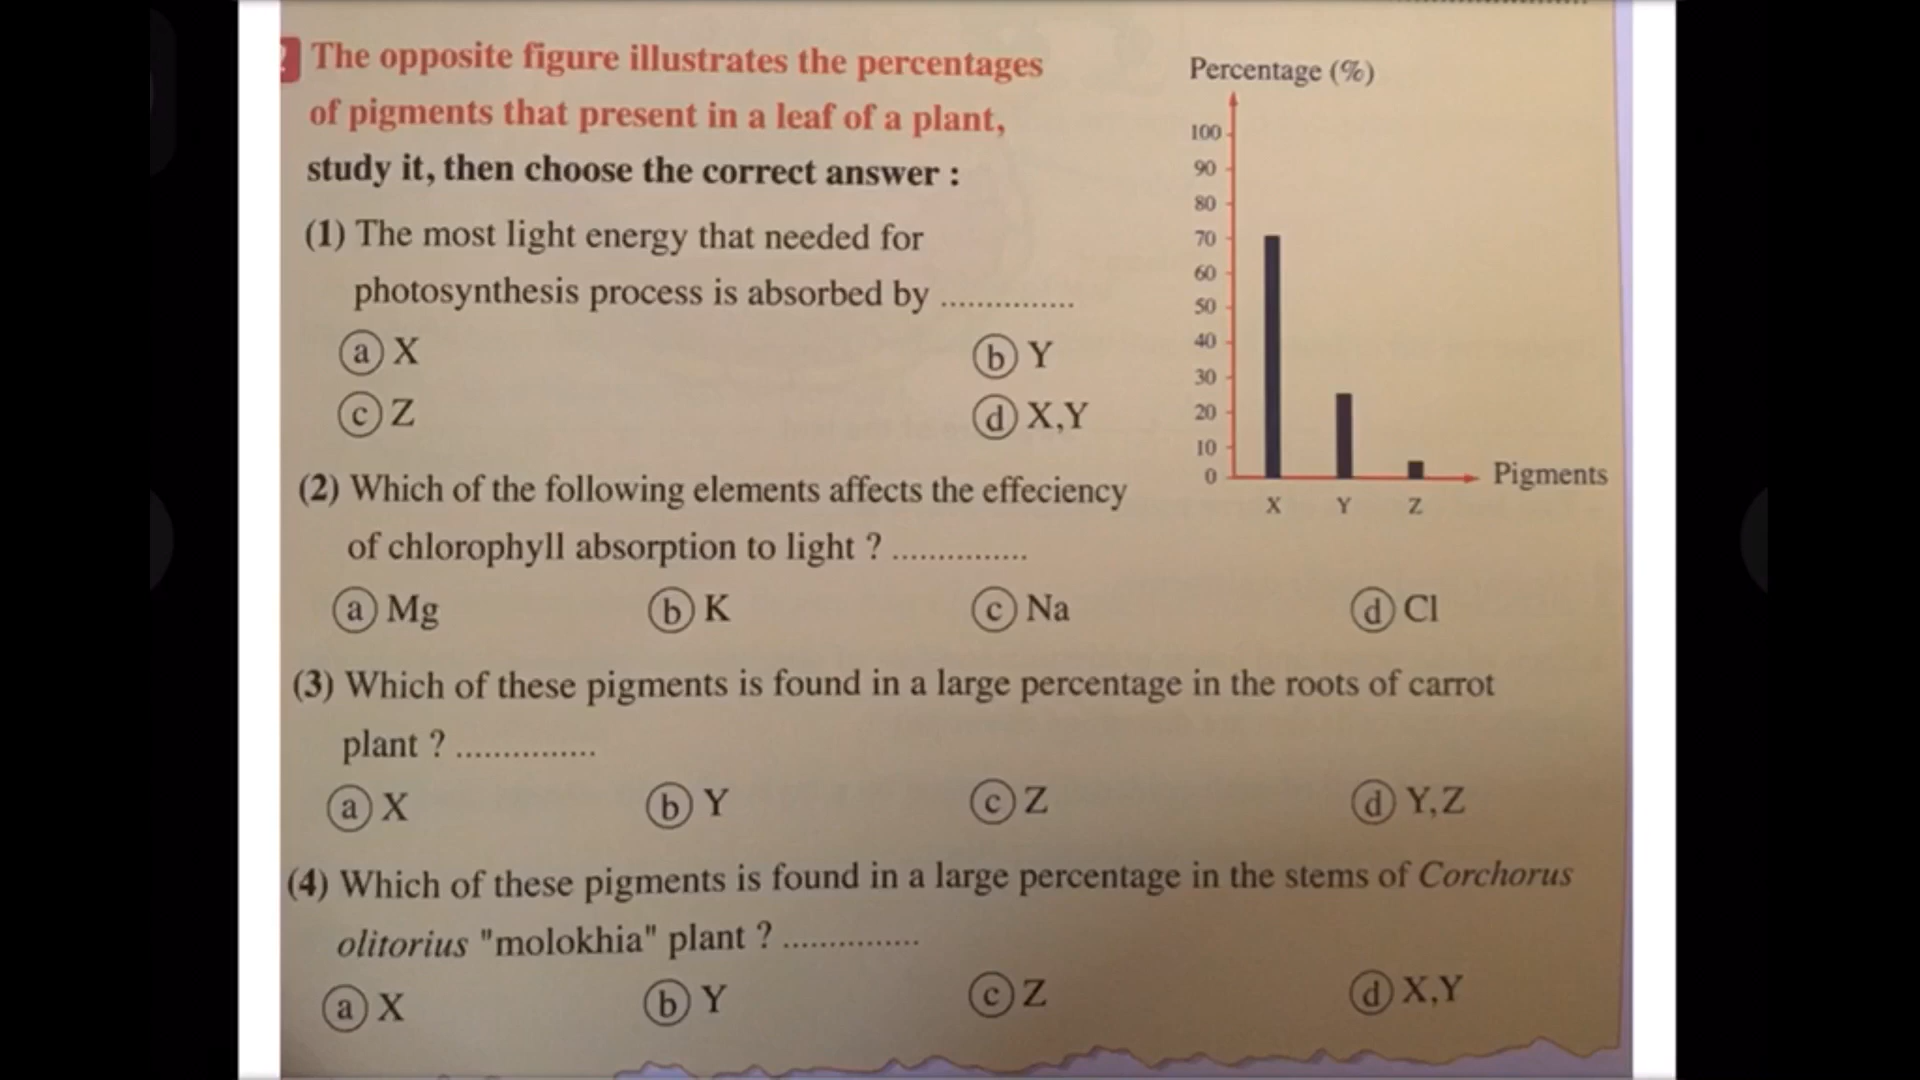 The opposite figure illustrates the percentages
of pigments that present in a leaf of a plant,
study it, then choose the correct answer :
(1) The most light energy that needed for
photosynthesis process is absorbed by ..............
a X
b Y
c Z
d X,Y
Percentage (%)
100
90
80
70
60
50
40
30
20
10
0
Pigments
X Y Z
(2) Which of the following elements affects the effeciency
of chlorophyll absorption to light ? ..............
a Mg
b K
c Na
d Cl
(3) Which of these pigments is found in a large percentage in the roots of carrot
plant ? ..............
a X
b Y
c Z
d Y,Z
(4) Which of these pigments is found in a large percentage in the stems of Corchorus
olitorius "molokhia" plant ? ..............
a X
b Y
c Z
d X,Y